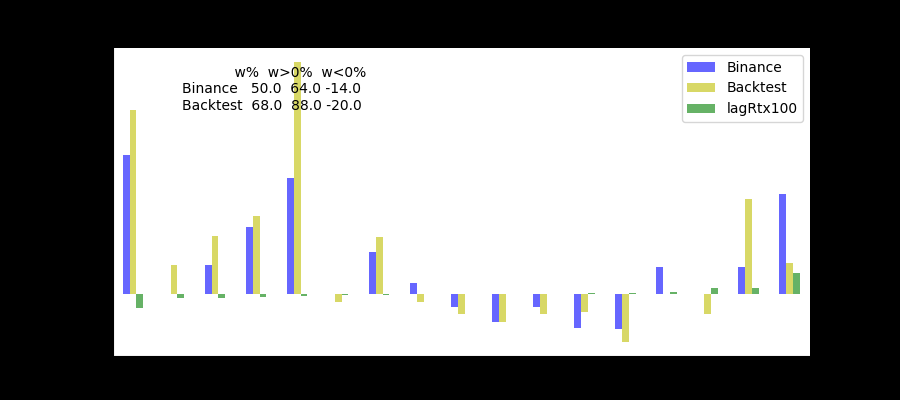 w%  w>0%  w<0%
Binance   50.0  64.0 -14.0
Backtest  68.0  88.0 -20.0
Binance
Backtest
lagRtx100